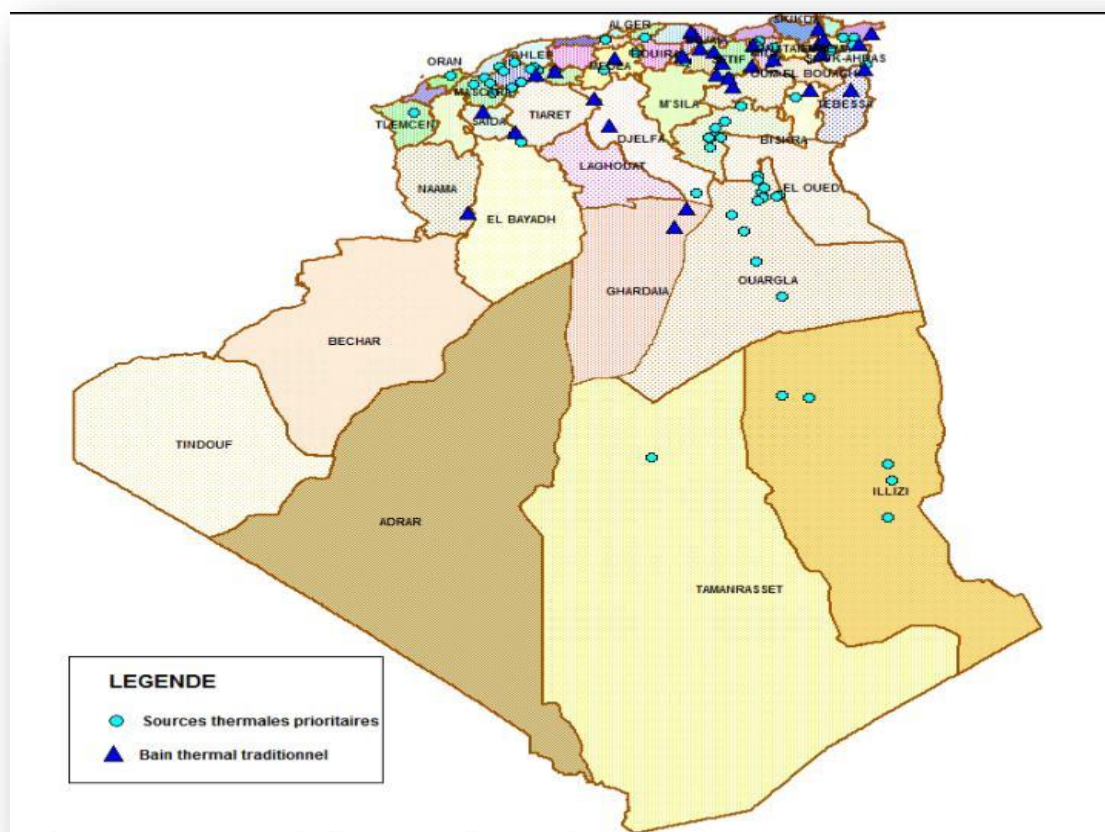 ALGER
SKIKDA
ORAN
SETIF
SOUK-AHRAS
OUM EL BOUAGHI
MASCARA
TIARET
M'SILA
TEBESSA
TLEMCEN
SAIDA
DJELFA
BISKRA
LAGHOUAT
NAAMA
EL OUED
EL BAYADH
GHARDAIA
OUARGLA
BECHAR
TINDOUF
ILLIZI
ADRAR
TAMANRASSET
LEGENDE
Sources thermales prioritaires
Bain thermal traditionnel